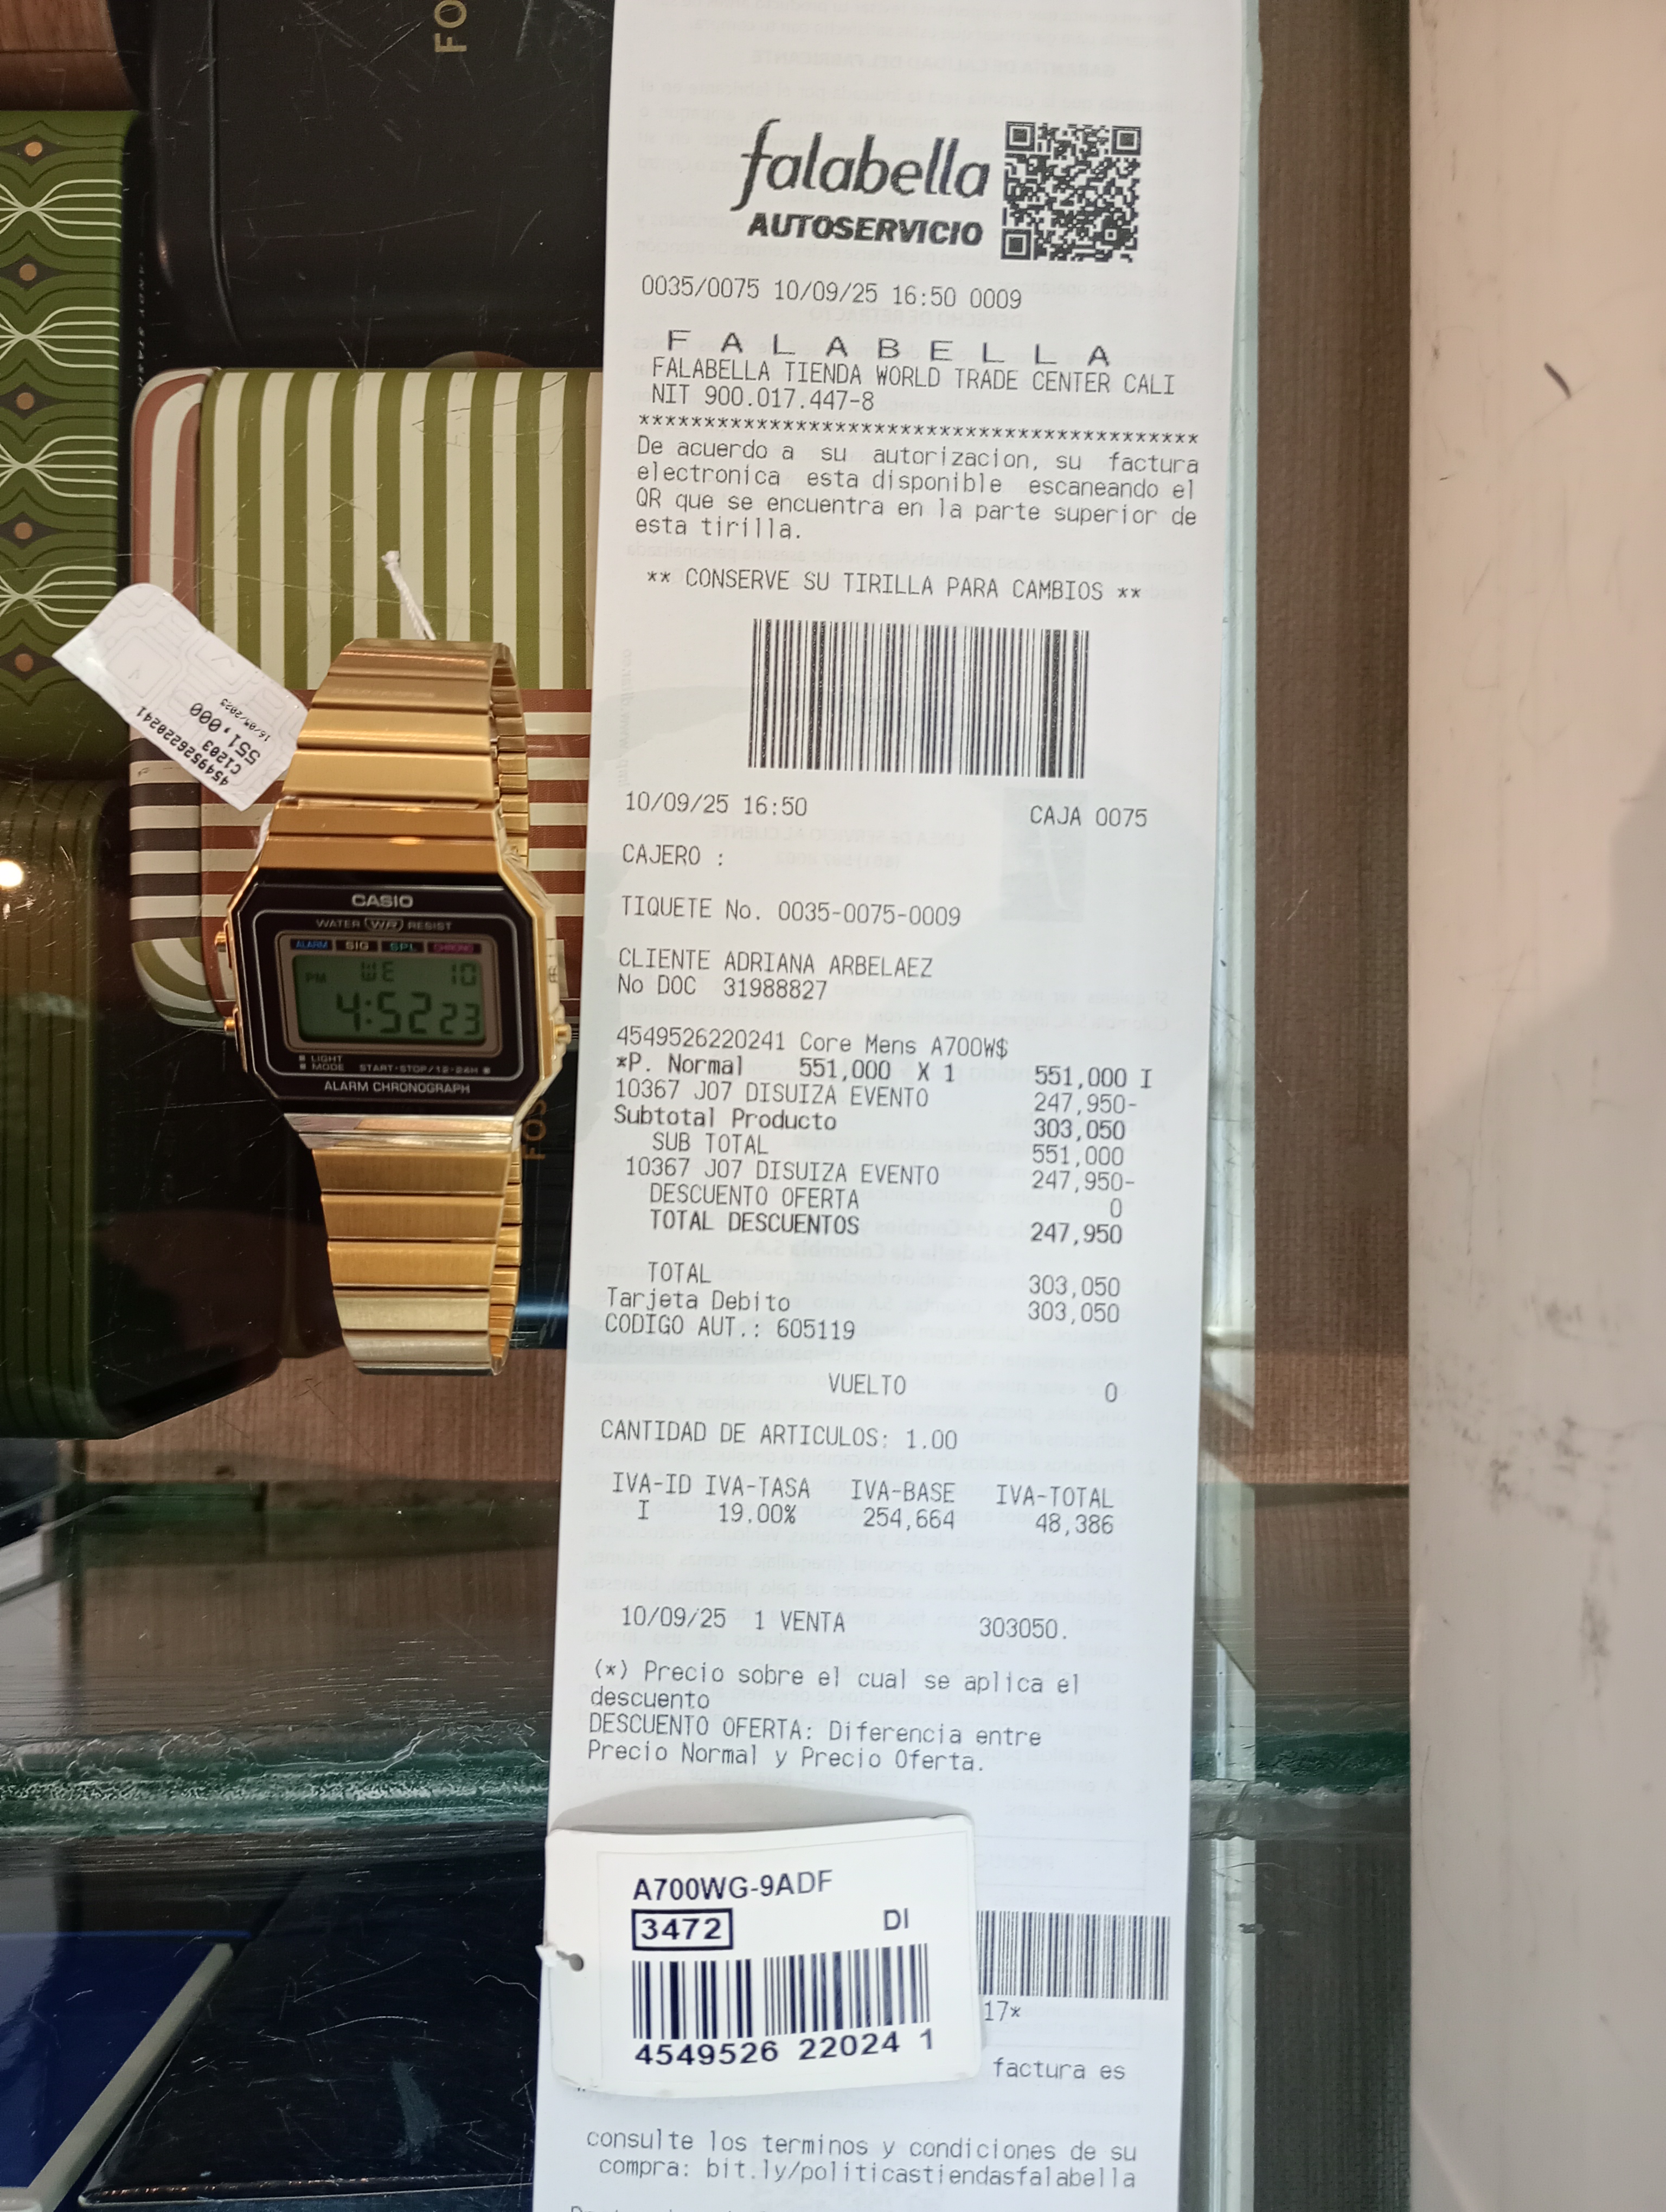 FO
falabella
AUTOSERVICIO
0035/0075 10/09/25 16:50 0009
F A L A B E L L A
FALABELLA TIENDA WORLD TRADE CENTER CALI
NIT 900.017.447-8
*******************************************
De acuerdo a su autorizacion, su factura
electronica esta disponible escaneando el
QR que se encuentra en la parte superior de
esta tirilla.
** CONSERVE SU TIRILLA PARA CAMBIOS **
10/09/25 16:50 CAJA 0075
CAJERO :
TIQUETE No. 0035-0075-0009
CLIENTE ADRIANA ARBELAEZ
No DOC 31988827
4549526220241 Core Mens A700W$
*P. Normal 551,000 X 1 551,000 I
10367 J07 DISUIZA EVENTO 247,950-
Subtotal Producto 303,050
SUB TOTAL 551,000
10367 J07 DISUIZA EVENTO 247,950-
DESCUENTO OFERTA 0
TOTAL DESCUENTOS 247,950
TOTAL 303,050
Tarjeta Debito 303,050
CODIGO AUT.: 605119
VUELTO 0
CANTIDAD DE ARTICULOS: 1.00
IVA-ID IVA-TASA IVA-BASE IVA-TOTAL
I 19.00% 254,664 48,386
10/09/25 1 VENTA 303050.
(*) Precio sobre el cual se aplica el
descuento
DESCUENTO OFERTA: Diferencia entre
Precio Normal y Precio Oferta.
17*
factura es
consulte los terminos y condiciones de su
compra: bit.ly/politicastiendasfalabella
A700WG-9ADF
3472 DI
4549526 22024 1
4549526220241
C1203
551,000
16/05/2025
CASIO
WATER WR RESIST
ALARM SIG SPL CHRONO
PM WE 10
4:52 23
LIGHT
MODE START-STOP/12-24H
ALARM CHRONOGRAPH
FOS